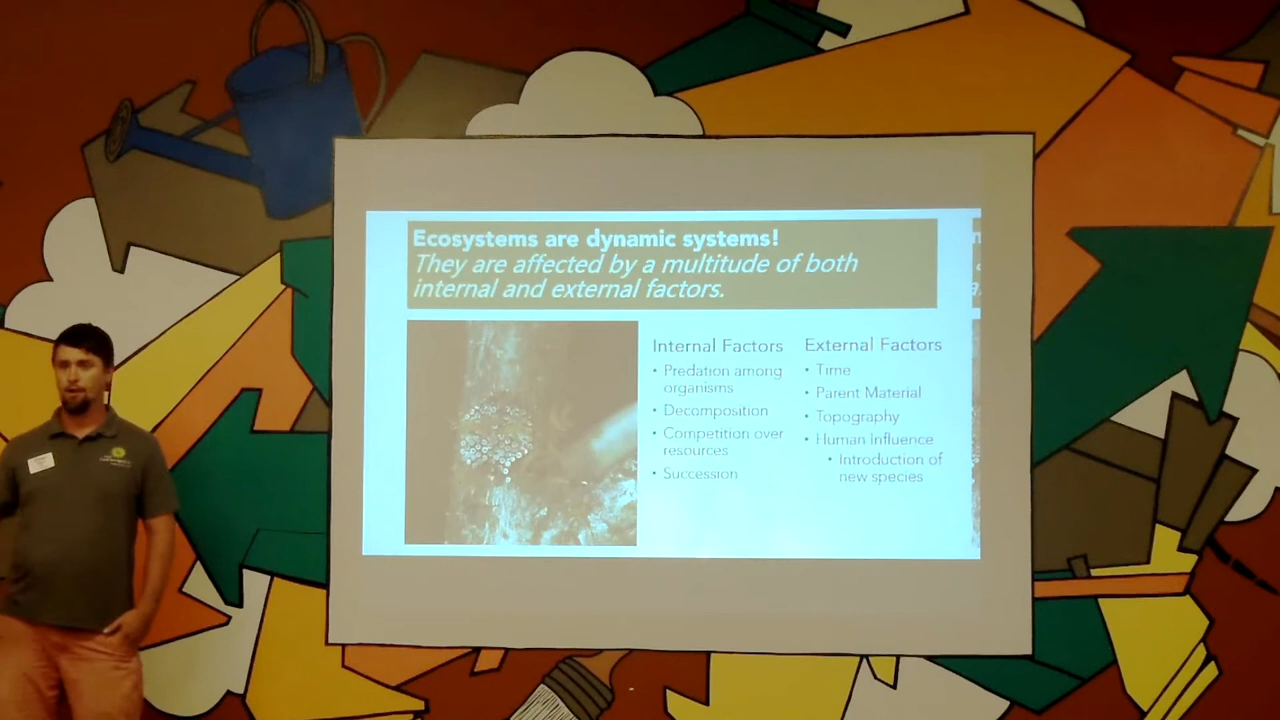 Ecosystems are dynamic systems!
They are affected by a multitude of both
internal and external factors.
Internal Factors
• Predation among
organisms
• Decomposition
• Competition over
resources
• Succession
External Factors
• Time
• Parent Material
• Topography
• Human Influence
• Introduction of
new species